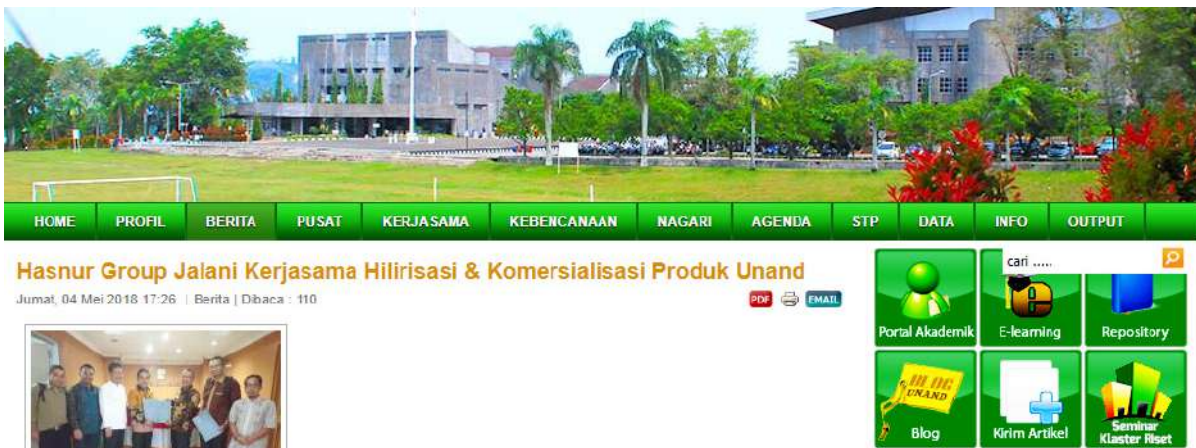 HOME PROFIL BERITA PUSAT KERJASAMA KEBENCANAAN NAGARI AGENDA STP DATA INFO OUTPUT
Hasnur Group Jalani Kerjasama Hilirisasi & Komersialisasi Produk Unand
Jumat, 04 Mei 2018 17:26 | Berita | Dibaca : 110
PDF EMAIL
cari .....
Portal Akademik E-learning Repository
BLOG
UNAND
Blog Kirim Artikel Seminar
Klaster Riset